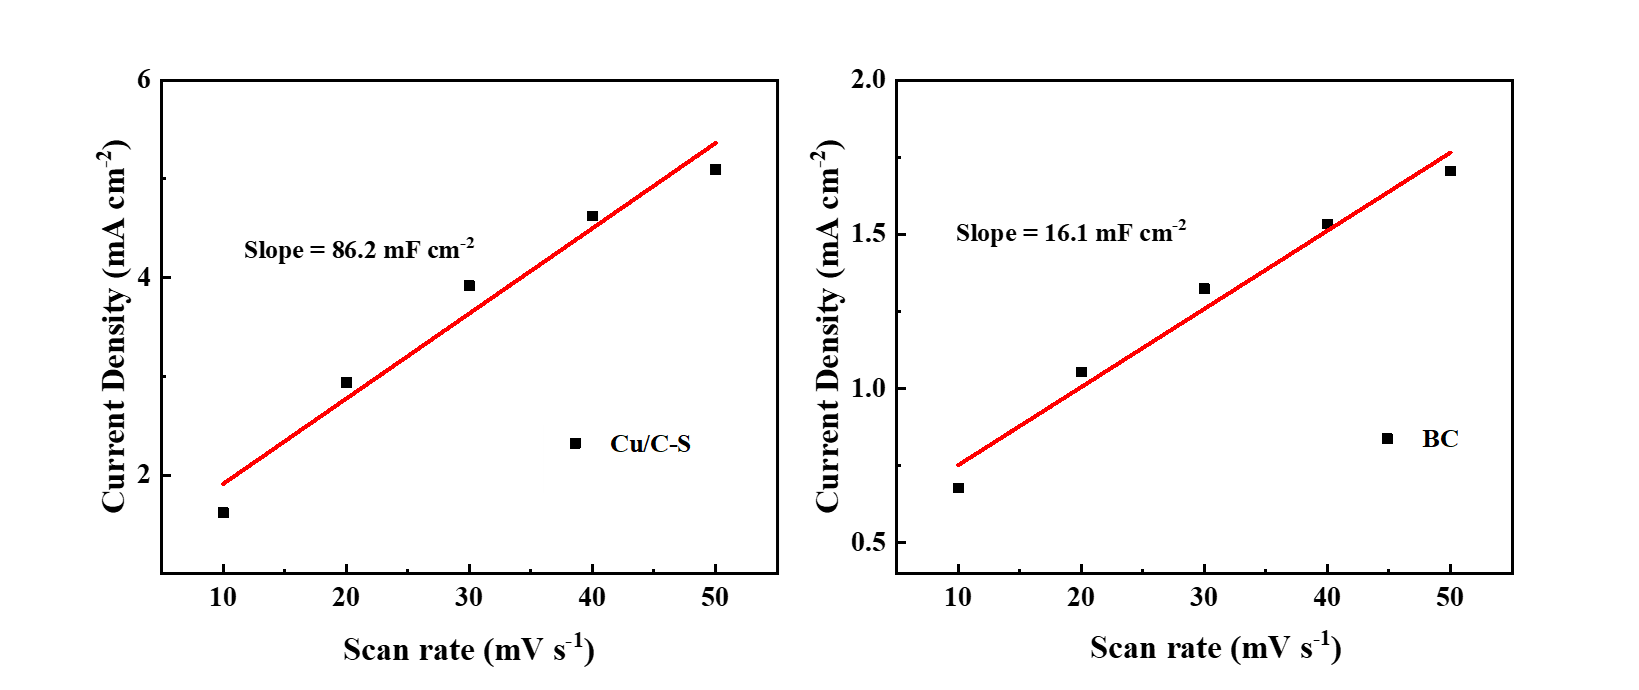 6
4
2
Current Density (mA cm-2)
Slope = 86.2 mF cm-2
Cu/C-S
10 20 30 40 50
Scan rate (mV s-1)
2.0
1.5
1.0
0.5
Current Density (mA cm-2)
Slope = 16.1 mF cm-2
BC
10 20 30 40 50
Scan rate (mV s-1)